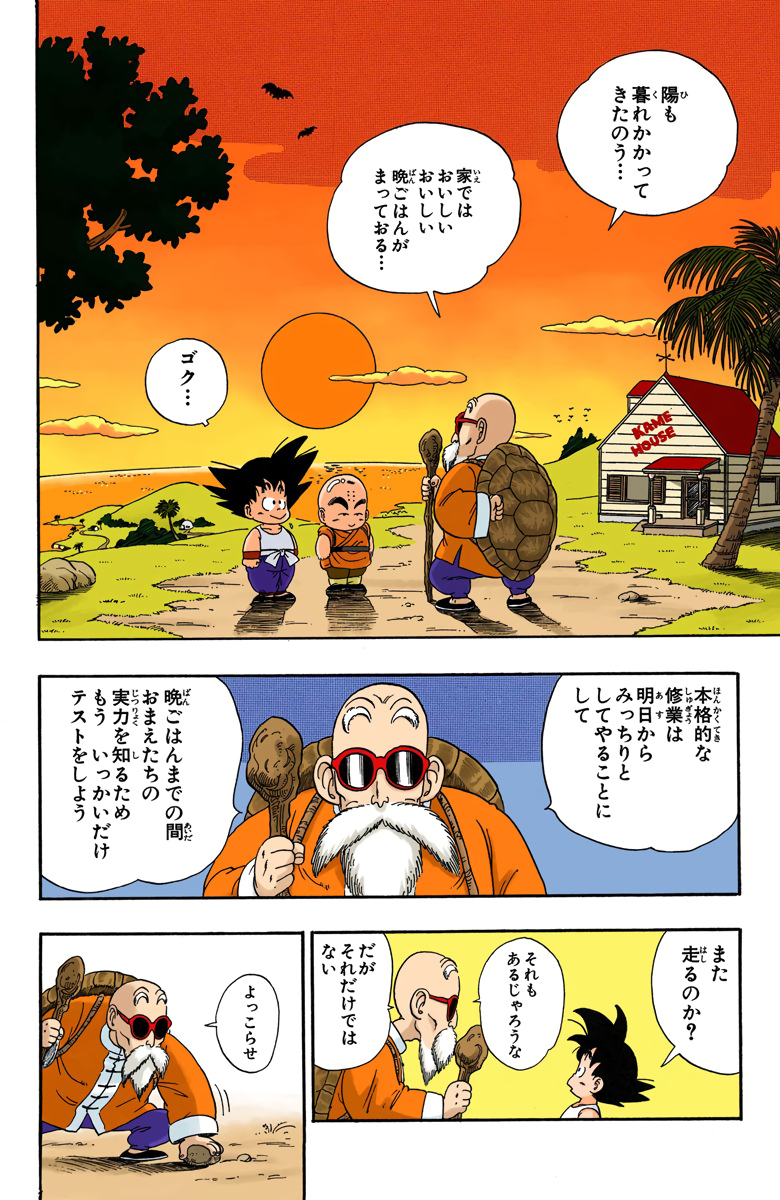 陽も
暮れかかって
きたのう…
家では
おいしい
おいしい
晩ごはんが
まっておる…
ゴク…
KAME
HOUSE
本格的な
修業は
明日から
みっちりと
してやることに
して
晩ごはんまでの間
おまえたちの
実力を知るため
もう いっかいだけ
テストをしよう
また
走るのか?
それも
あるじゃろうな
だが
それだけでは
ない
よっこらせ